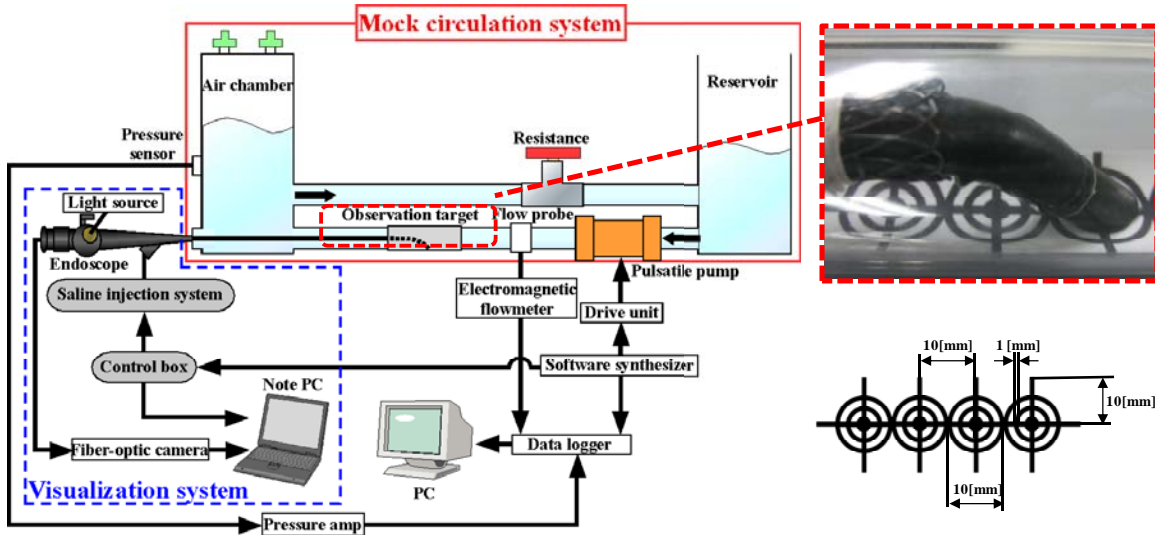 Mock circulation system
Air chamber
Reservoir
Pressure
sensor
Resistance
Light source
Observation target
Flow probe
Endoscope
Pulsatile pump
Saline injection system
Electromagnetic
flowmeter
Drive unit
Control box
Software synthesizer
Note PC
Fiber-optic camera
Data logger
PC
Visualization system
Pressure amp
10[mm]
1 [mm]
10[mm]
10[mm]